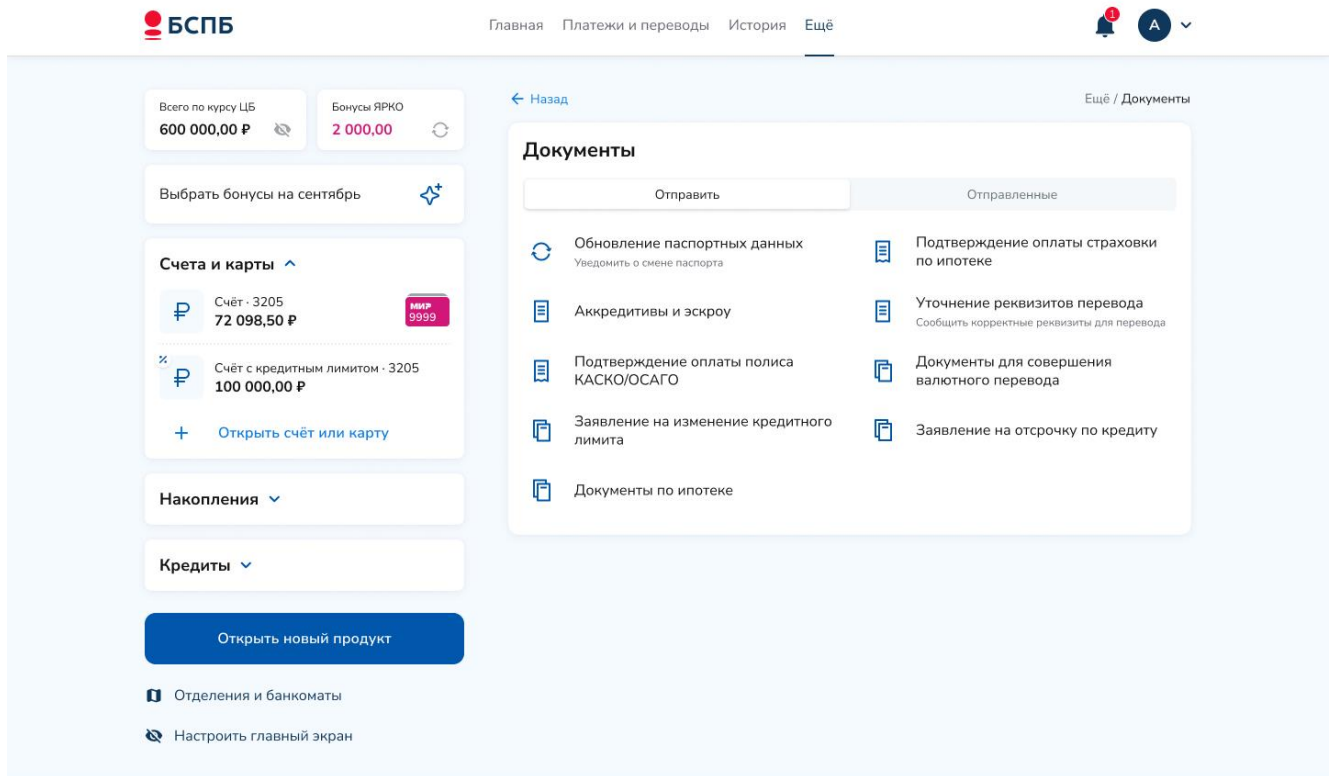 БСПБ
Главная Платежи и переводы История Ещё
1
А
Всего по курсу ЦБ
600 000,00 ₽
Бонусы ЯРКО
2 000,00
Выбрать бонусы на сентябрь
Счета и карты
Счёт · 3205
72 098,50 ₽
МИР
9999
%
Счёт с кредитным лимитом · 3205
100 000,00 ₽
+ Открыть счёт или карту
Накопления
Кредиты
Открыть новый продукт
Отделения и банкоматы
Настроить главный экран
← Назад
Ещё / Документы
Документы
Отправить
Отправленные
Обновление паспортных данных
Уведомить о смене паспорта
Подтверждение оплаты страховки
по ипотеке
Аккредитивы и эскроу
Уточнение реквизитов перевода
Сообщить корректные реквизиты для перевода
Подтверждение оплаты полиса
КАСКО/ОСАГО
Документы для совершения
валютного перевода
Заявление на изменение кредитного
лимита
Заявление на отсрочку по кредиту
Документы по ипотеке